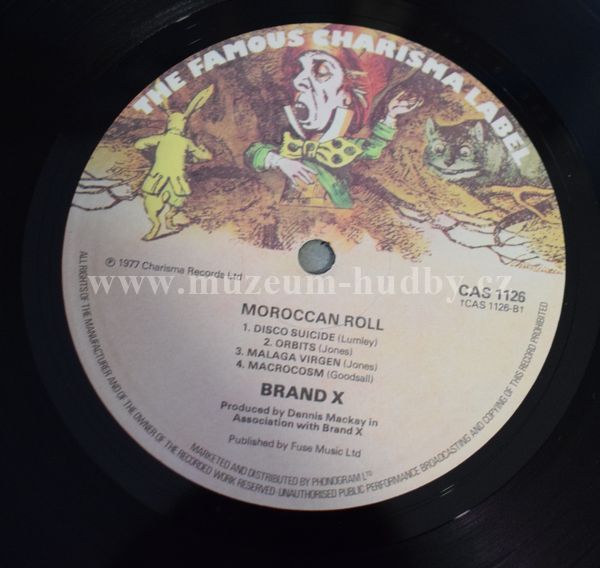 THE FAMOUS CHARISMA LABEL
℗ 1977 Charisma Records Ltd
www.muzeum-hudby.cz
CAS 1126
†CAS 1126-B†
MOROCCAN ROLL
1. DISCO SUICIDE (Lumley)
2. ORBITS (Jones)
3. MALAGA VIRGEN (Jones)
4. MACROCOSM (Goodsall)
BRAND X
Produced by Dennis Mackay in
Association with Brand X
Published by Fuse Music Ltd
MARKETED AND DISTRIBUTED BY PHONOGRAM LTD
ALL RIGHTS OF THE MANUFACTURER AND OF THE OWNER OF THE RECORDED WORK RESERVED·UNAUTHORISED PUBLIC PERFORMANCE BROADCASTING AND COPYING OF THIS RECORD PROHIBITED